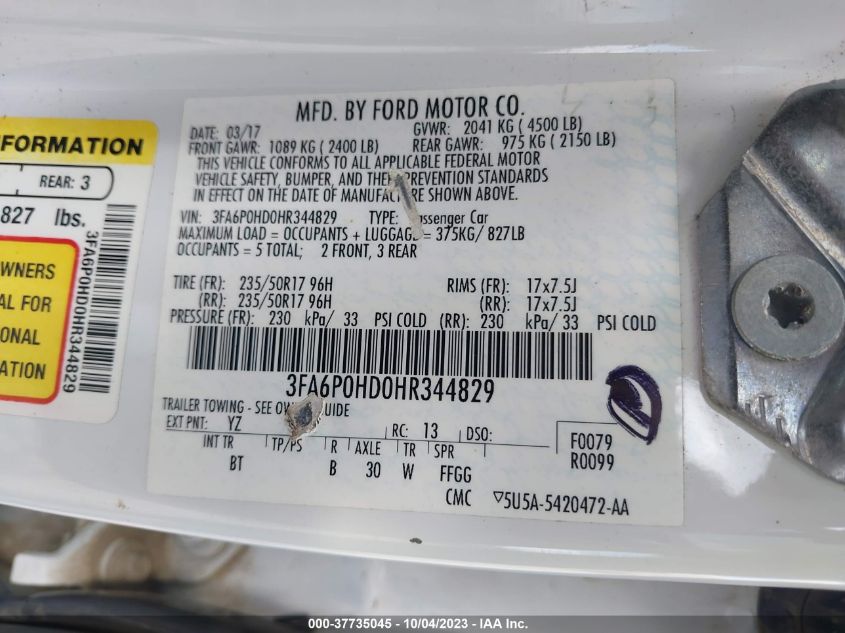 MFD. BY FORD MOTOR CO.
DATE: 03/17 GVWR: 2041 KG ( 4500 LB)
FRONT GAWR: 1089 KG ( 2400 LB) REAR GAWR: 975 KG ( 2150 LB)
THIS VEHICLE CONFORMS TO ALL APPLICABLE FEDERAL MOTOR
VEHICLE SAFETY, BUMPER, AND THEFT PREVENTION STANDARDS
IN EFFECT ON THE DATE OF MANUFACTURE SHOWN ABOVE.
VIN: 3FA6P0HD0HR344829 TYPE: Passenger Car
MAXIMUM LOAD = OCCUPANTS + LUGGAGE = 375KG/ 827LB
OCCUPANTS = 5 TOTAL; 2 FRONT, 3 REAR
TIRE (FR): 235/50R17 96H RIMS (FR): 17x7.5J
(RR): 235/50R17 96H (RR): 17x7.5J
PRESSURE (FR): 230 kPa/ 33 PSI COLD (RR): 230 kPa/ 33 PSI COLD
3FA6P0HD0HR344829
TRAILER TOWING - SEE GUIDE
EXT PNT: YZ RC: 13 DSO:
INT TR TP/PS R AXLE TR SPR
BT B 30 W FFGG
F0079
R0099
CMC 5U5A-5420472-AA
INFORMATION
REAR: 3
827 lbs.
OWNERS
FOR
3FA6P0HD0HR344829
000-37735045 - 10/04/2023 - IAA Inc.